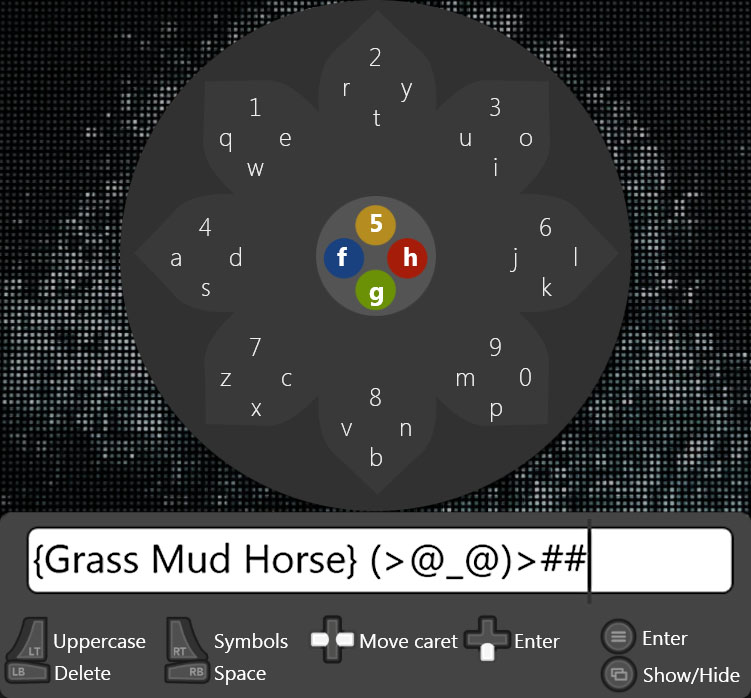 2
r y
t
1
q e
w
3
u o
i
4
a d
s
5
f h
g
6
j l
k
7
z c
x
8
v n
b
9
m 0
p
{Grass Mud Horse} (>@_@)>##
LT Uppercase RT Symbols Move caret Enter Enter
LB Delete RB Space Show/Hide